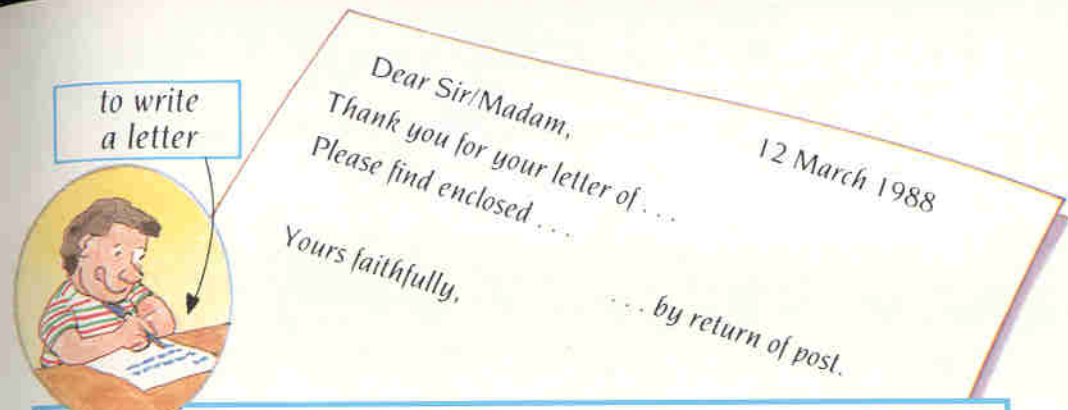 to write
a letter
12 March 1988
Dear Sir/Madam,
Thank you for your letter of . . .
Please find enclosed . . .
. . . by return of post.
Yours faithfully,